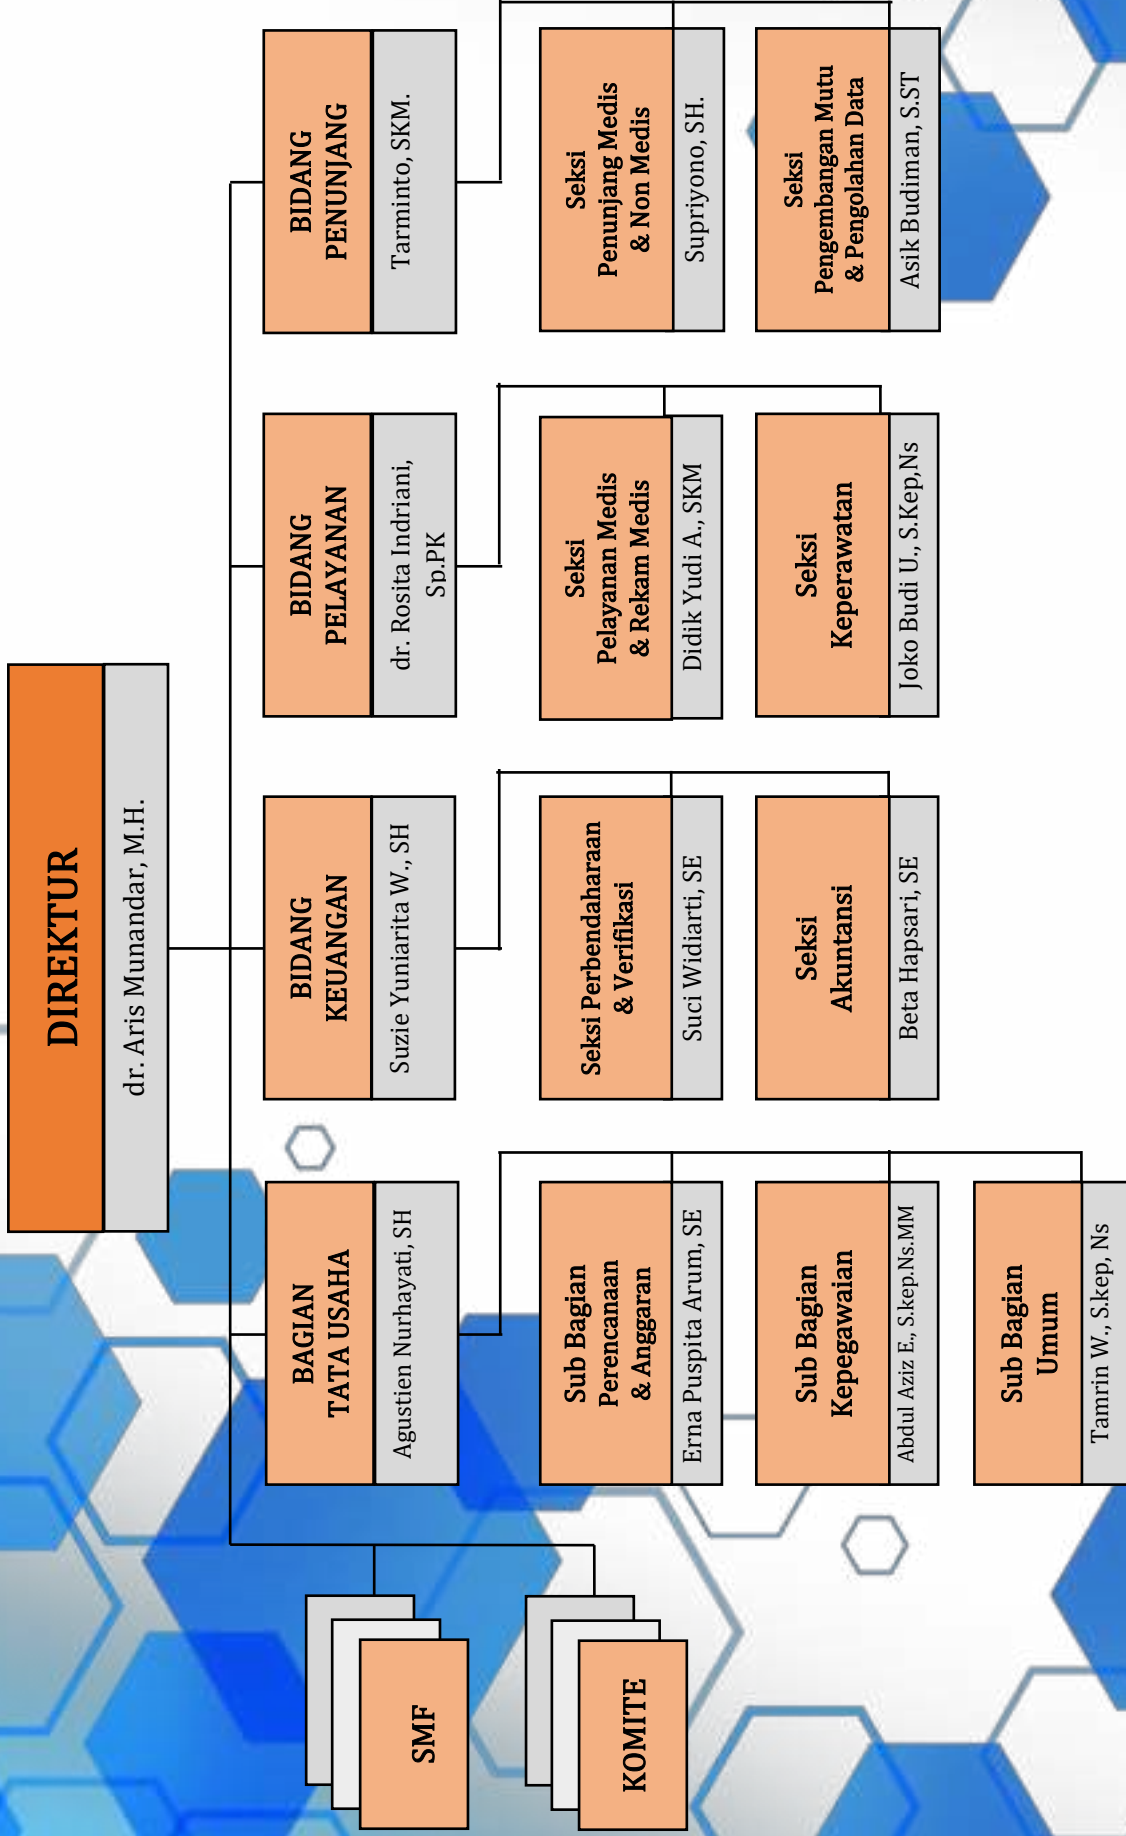 DIREKTUR
dr. Aris Munandar, M.H.
SMF
KOMITE
BAGIAN
TATA USAHA
Agustien Nurhayati, SH
Sub Bagian
Perencanaan
& Anggaran
Erna Puspita Arum, SE
Sub Bagian
Kepegawaian
Abdul Aziz E., S.kep.Ns.MM
Sub Bagian
Umum
Tamrin W., S.kep, Ns
BIDANG
KEUANGAN
Suzie Yuniarita W., SH
Seksi Perbendaharaan
& Verifikasi
Suci Widiarti, SE
Seksi
Akuntansi
Beta Hapsari, SE
BIDANG
PELAYANAN
dr. Rosita Indriani,
Sp.PK
Seksi
Pelayanan Medis
& Rekam Medis
Didik Yudi A., SKM
Seksi
Keperawatan
Joko Budi U., S.Kep,Ns
BIDANG
PENUNJANG
Tarminto, SKM.
Seksi
Penunjang Medis
& Non Medis
Supriyono, SH.
Seksi
Pengembangan Mutu
& Pengolahan Data
Asik Budiman, S.ST